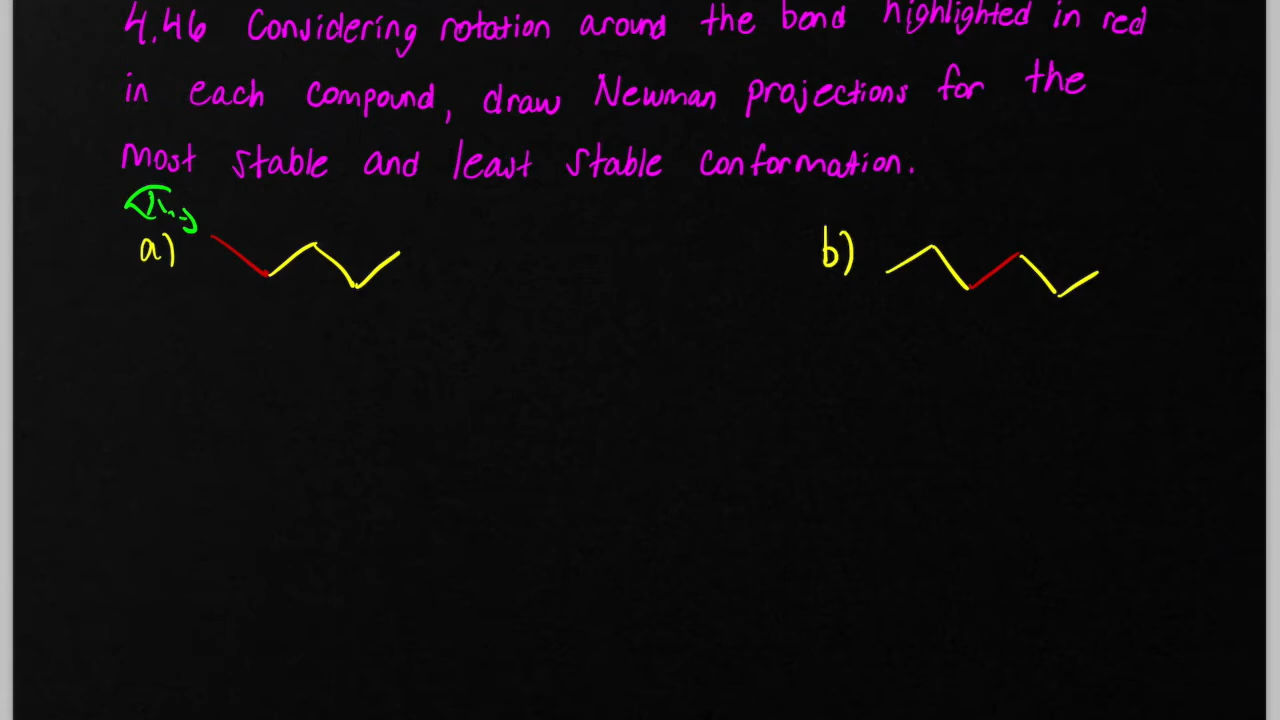 4.46 Considering rotation around the bond highlighted in red
in each compound, draw Newman projections for the
most stable and least stable conformation.
a)
b)